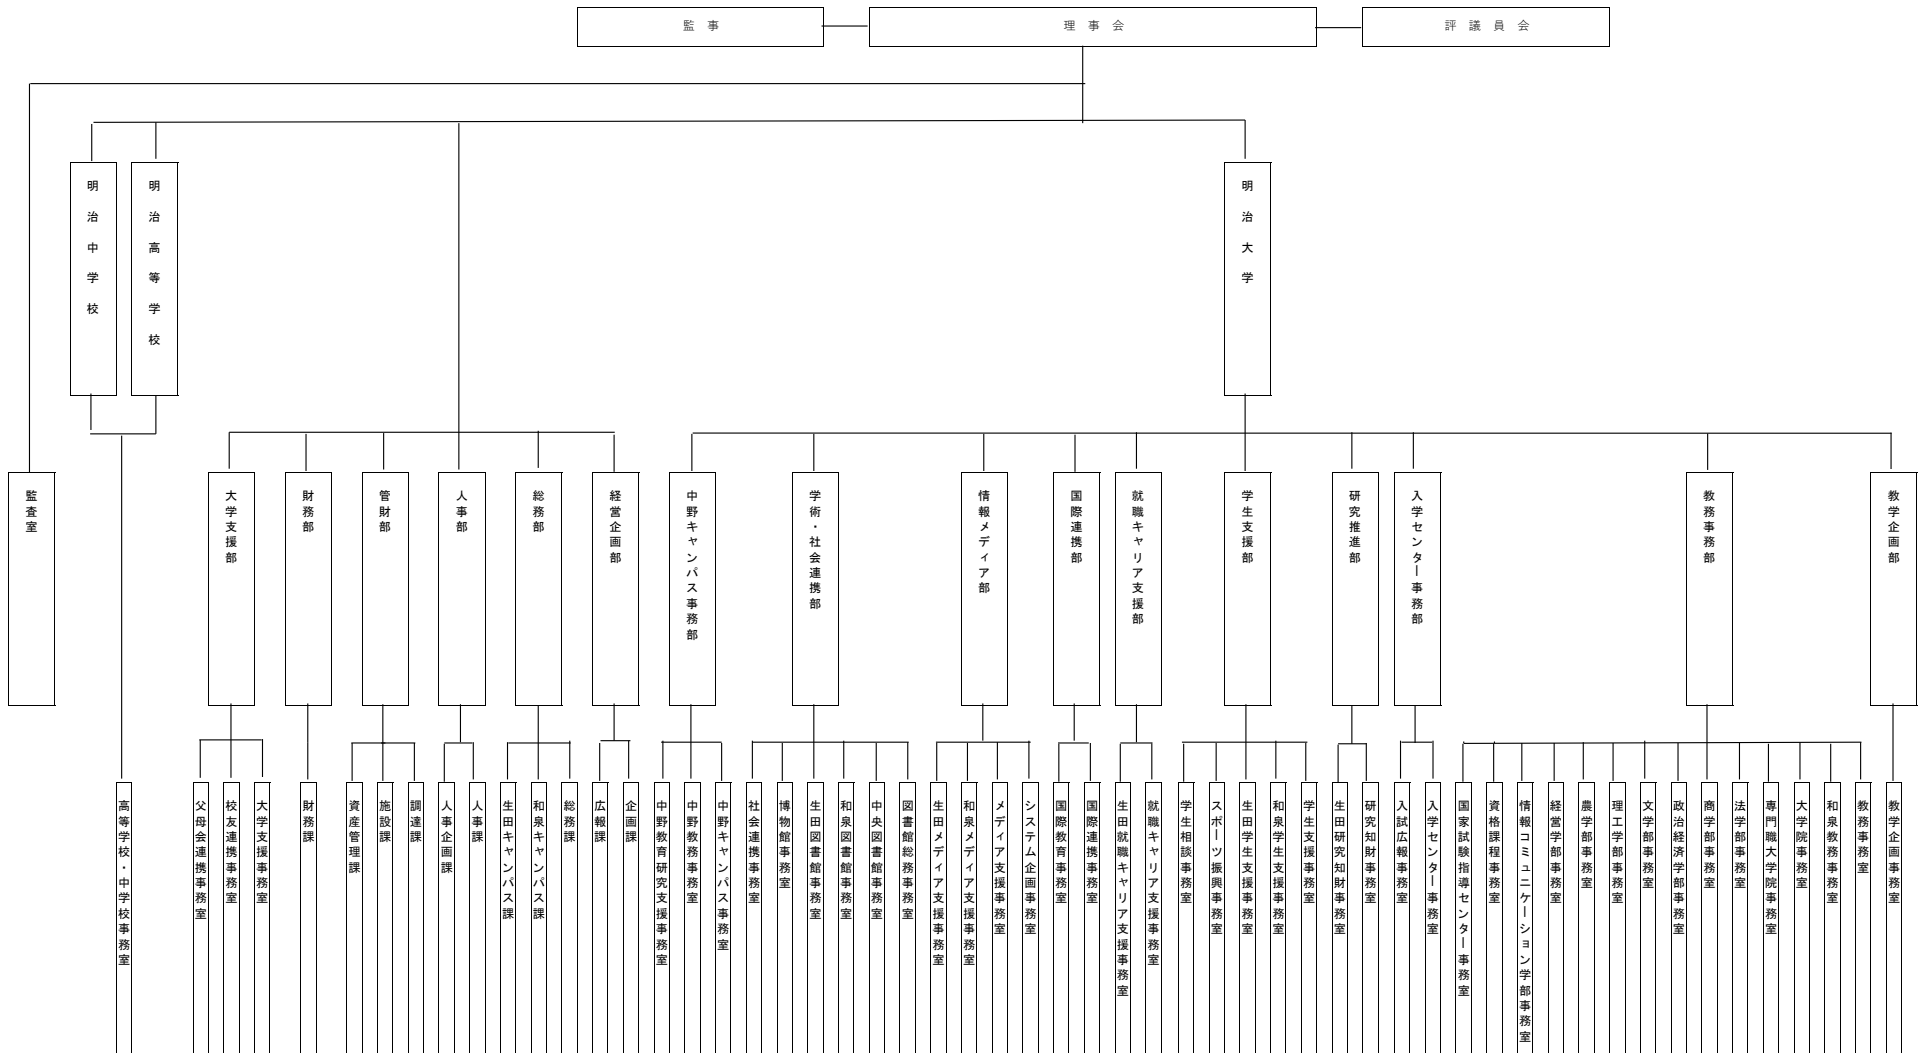 監事
理事会
評議員会
明治中学校
明治高等学校
明治大学
監査室
大学支援部
財務部
管財部
人事部
総務部
経営企画部
中野キャンパス事務部
学術・社会連携部
情報メディア部
国際連携部
就職キャリア支援部
学生支援部
研究推進部
入学センター事務部
教務事務部
教学企画部
高等学校・中学校事務室
父母会連携事務室
校友連携事務室
大学支援事務室
財務課
資産管理課
施設課
調達課
人事企画課
人事課
生田キャンパス課
和泉キャンパス課
総務課
広報課
企画課
中野教育研究支援事務室
中野教務事務室
中野キャンパス事務室
社会連携事務室
博物館事務室
生田図書館事務室
和泉図書館事務室
中央図書館事務室
図書館総務事務室
生田メディア支援事務室
和泉メディア支援事務室
メディア支援事務室
システム企画事務室
国際教育事務室
国際連携事務室
生田就職キャリア支援事務室
就職キャリア支援事務室
学生相談事務室
スポーツ振興事務室
生田学生支援事務室
和泉学生支援事務室
学生支援事務室
生田研究知財事務室
研究知財事務室
入試広報事務室
入学センター事務室
国家試験指導センター事務室
資格課程事務室
情報コミュニケーション学部事務室
経営学部事務室
農学部事務室
理工学部事務室
文学部事務室
政治経済学部事務室
商学部事務室
法学部事務室
専門職大学院事務室
大学院事務室
和泉教務事務室
教務事務室
教学企画事務室